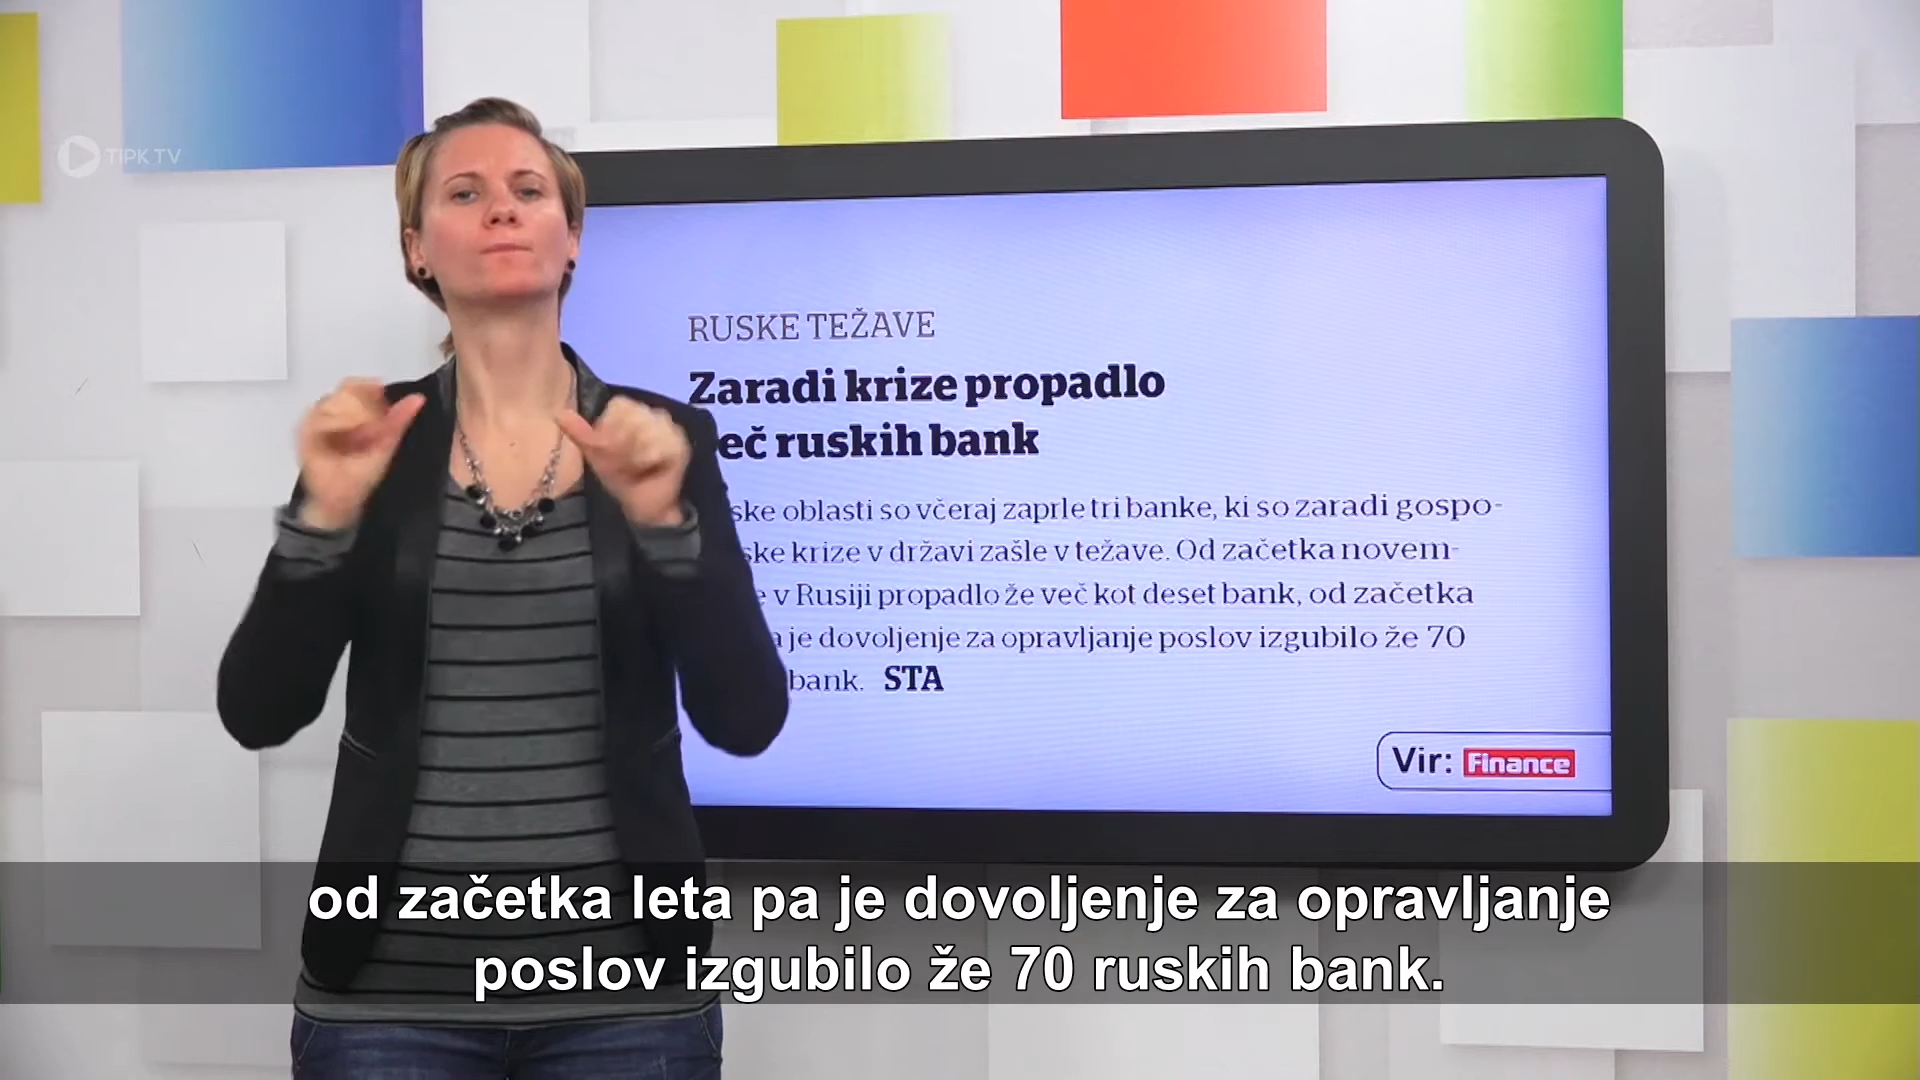 TIPK TV
RUSKE TEŽAVE
Zaradi krize propadlo
eč ruskih bank
ske oblasti so včeraj zaprle tri banke, ki so zaradi gospo-
ske krize v državi zašle v težave. Od začetka novem-
v Rusiji propadlo že več kot deset bank, od začetka
je dovoljenje za opravljanje poslov izgubilo že 70
bank. STA
Vir: Finance
od začetka leta pa je dovoljenje za opravljanje
poslov izgubilo že 70 ruskih bank.